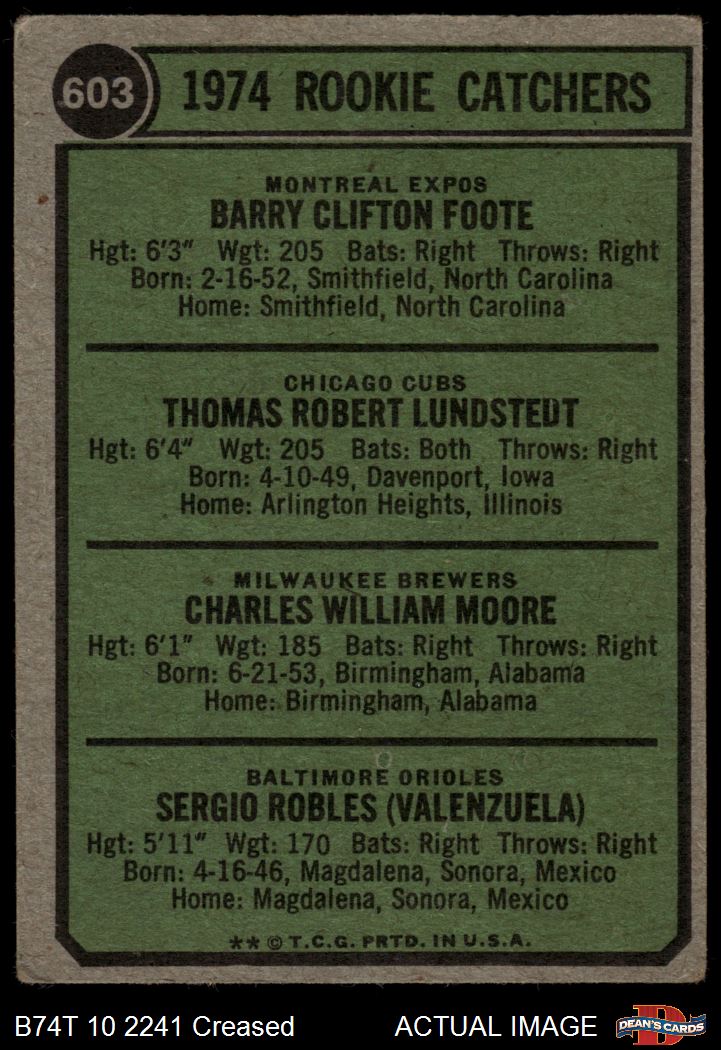 603
1974 ROOKIE CATCHERS
MONTREAL EXPOS
BARRY CLIFTON FOOTE
Hgt: 6'3" Wgt: 205 Bats: Right Throws: Right
Born: 2-16-52, Smithfield, North Carolina
Home: Smithfield, North Carolina
CHICAGO CUBS
THOMAS ROBERT LUNDSTEDT
Hgt: 6'4" Wgt: 205 Bats: Both Throws: Right
Born: 4-10-49, Davenport, Iowa
Home: Arlington Heights, Illinois
MILWAUKEE BREWERS
CHARLES WILLIAM MOORE
Hgt: 6'1" Wgt: 185 Bats: Right Throws: Right
Born: 6-21-53, Birmingham, Alabama
Home: Birmingham, Alabama
BALTIMORE ORIOLES
SERGIO ROBLES (VALENZUELA)
Hgt: 5'11" Wgt: 170 Bats: Right Throws: Right
Born: 4-16-46, Magdalena, Sonora, Mexico
Home: Magdalena, Sonora, Mexico
** © T.C.G. PRTD. IN U.S.A.
B74T 10 2241 Creased ACTUAL IMAGE
D
DEAN'S CARDS